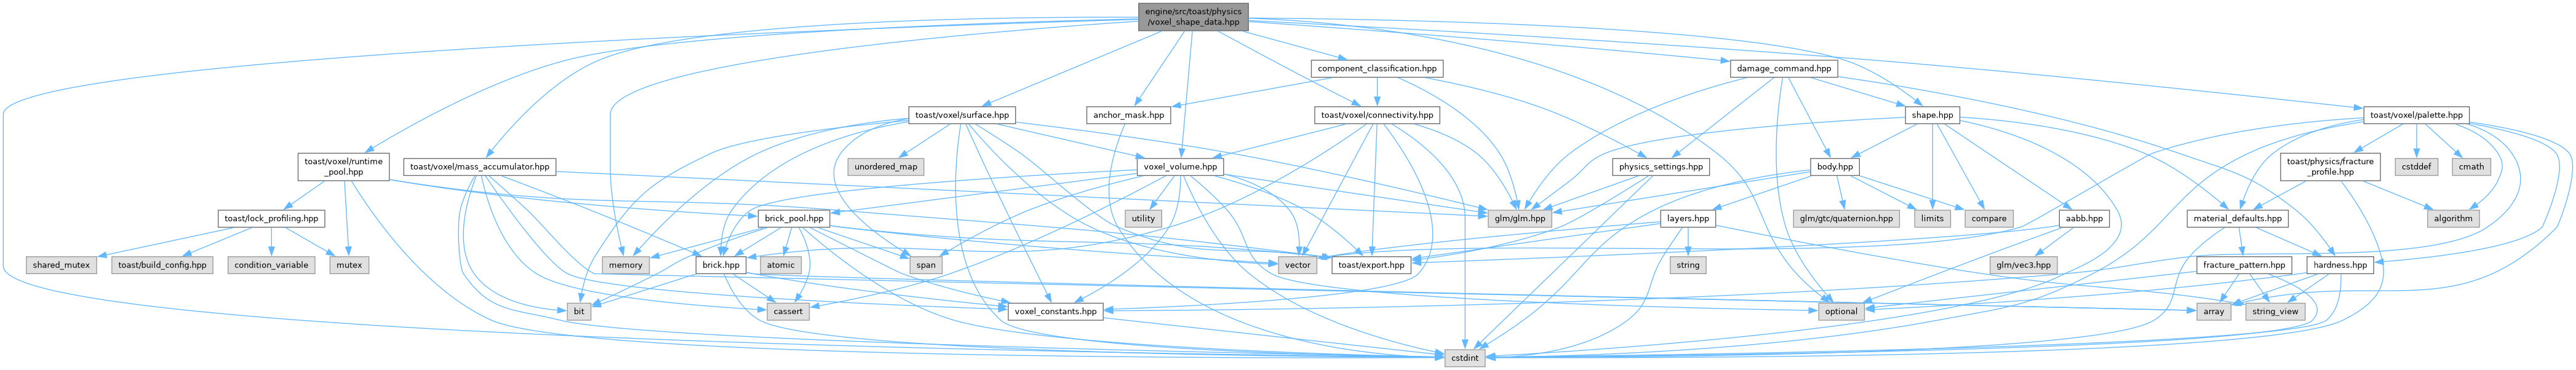 engine/src/toast/physics
/voxel_shape_data.hpp
component_classification.hpp
damage_command.hpp
toast/voxel/surface.hpp
anchor_mask.hpp
toast/voxel/connectivity.hpp
shape.hpp
toast/voxel/palette.hpp
toast/voxel/runtime
_pool.hpp
toast/voxel/mass_accumulator.hpp
unordered_map
voxel_volume.hpp
physics_settings.hpp
body.hpp
toast/physics/fracture
_profile.hpp
cstddef
cmath
toast/lock_profiling.hpp
brick_pool.hpp
utility
glm/glm.hpp
layers.hpp
glm/gtc/quaternion.hpp
limits
compare
aabb.hpp
material_defaults.hpp
algorithm
shared_mutex
toast/build_config.hpp
condition_variable
mutex
memory
brick.hpp
atomic
span
vector
toast/export.hpp
string
glm/vec3.hpp
fracture_pattern.hpp
hardness.hpp
bit
cassert
voxel_constants.hpp
optional
array
string_view
cstdint